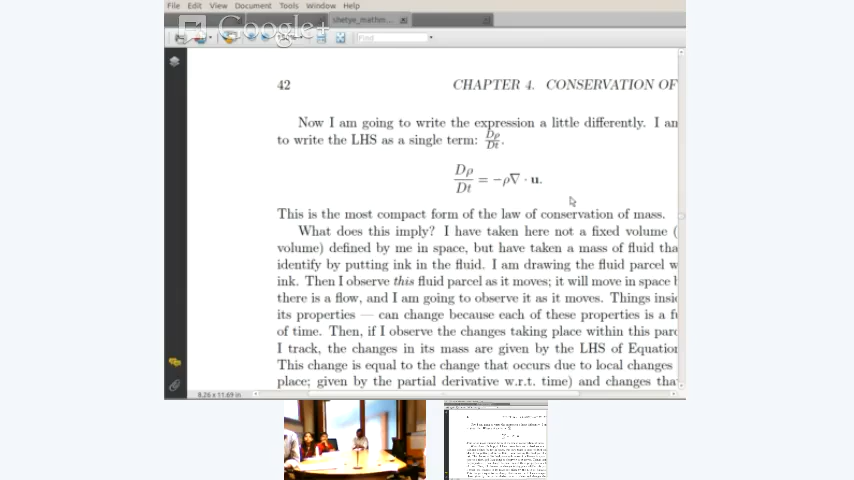 File Edit View Document Tools Window Help
Google+
shetye_mathm...
Find
42 CHAPTER 4. CONSERVATION OF
Now I am going to write the expression a little differently. I am
to write the LHS as a single term: Dρ/Dt.
Dρ/Dt = −ρ∇ · u.
This is the most compact form of the law of conservation of mass.
What does this imply? I have taken here not a fixed volume (
volume) defined by me in space, but have taken a mass of fluid tha
identify by putting ink in the fluid. I am drawing the fluid parcel w
ink. Then I observe this fluid parcel as it moves; it will move in space b
there is a flow, and I am going to observe it as it moves. Things insi
its properties — can change because each of these properties is a fu
of time. Then, if I observe the changes taking place within this parc
I track, the changes in its mass are given by the LHS of Equation
This change is equal to the change that occurs due to local changes
place; given by the partial derivative w.r.t. time) and changes tha
8.26 x 11.69 in